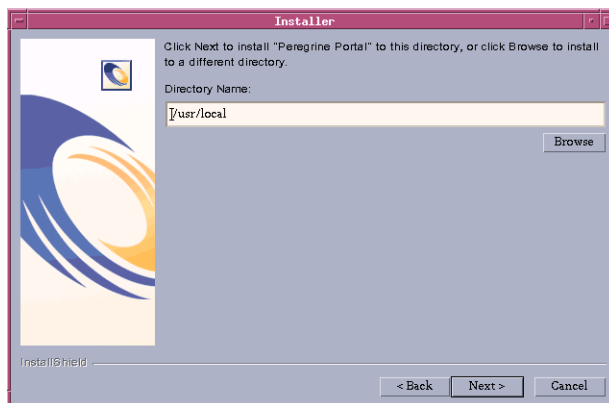 Installer
Click Next to install "Peregrine Portal" to this directory, or click Browse to install
to a different directory.
Directory Name:
/usr/local
Browse
InstallShield
< Back
Next >
Cancel